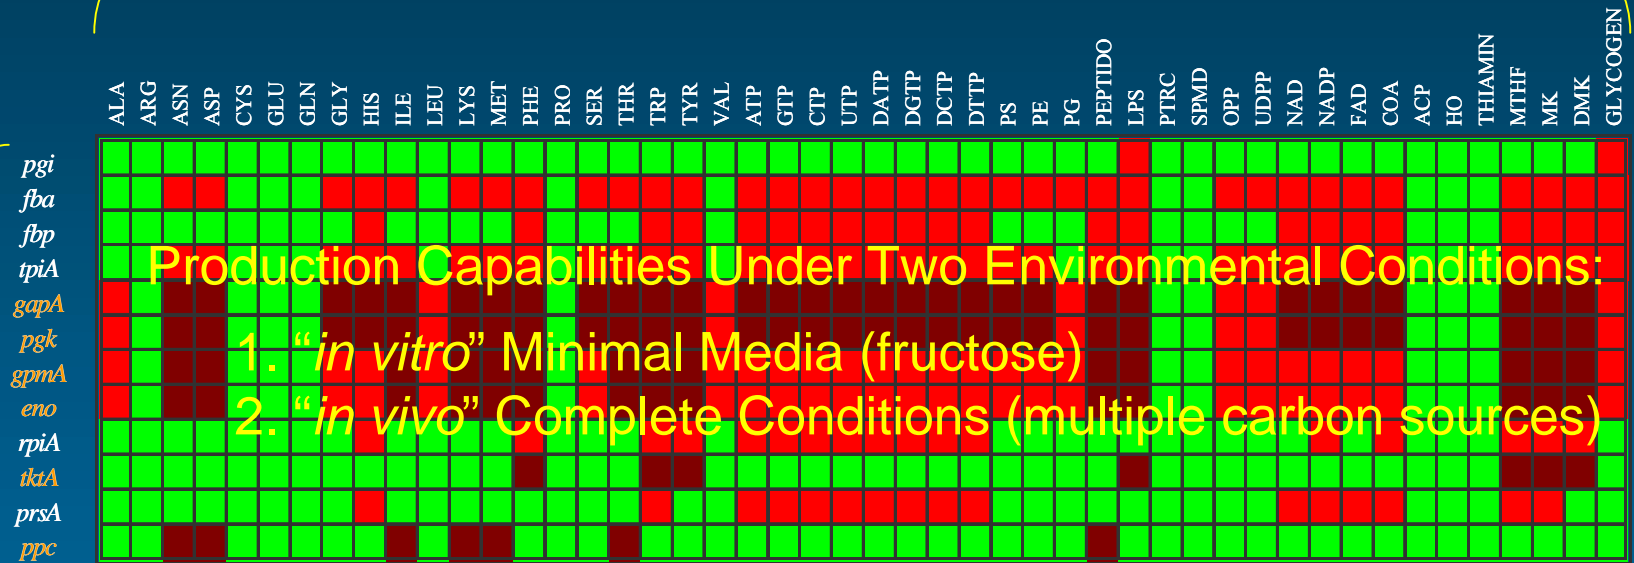 ALA ARG ASN ASP CYS GLU GLN GLY HIS ILE LEU LYS MET PHE PRO SER THR TRP TYR VAL ATP GTP CTP UTP DATP DGTP DCTP DTTP PS PE PG PEPTIDO LPS PTRC SPMD OPP UDPP NAD NADP FAD COA ACP HO THIAMIN MTHF MK DMK GLYCOGEN
pgi
fba
fbp
tpiA
Production Capabilities Under Two Environmental Conditions:
gapA
pgk
1. “in vitro” Minimal Media (fructose)
gpmA
eno
2. “in vivo” Complete Conditions (multiple carbon sources)
rpiA
tktA
prsA
ppc